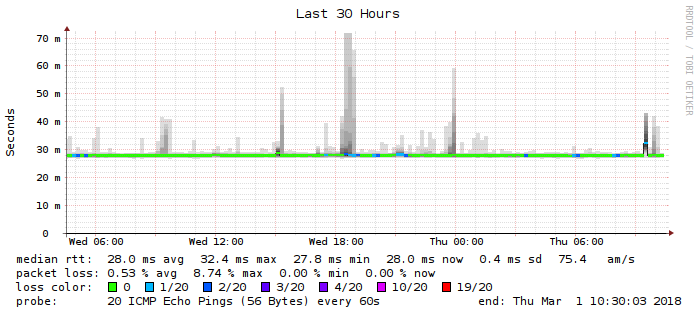 Last 30 Hours
RRDTOOL / TOBI OETIKER
Seconds
70 m
60 m
50 m
40 m
30 m
20 m
10 m
0
Wed 06:00 Wed 12:00 Wed 18:00 Thu 00:00 Thu 06:00
median rtt: 28.0 ms avg 32.4 ms max 27.8 ms min 28.0 ms now 0.4 ms sd 75.4 am/s
packet loss: 0.53 % avg 8.74 % max 0.00 % min 0.00 % now
loss color: 0 1/20 2/20 3/20 4/20 10/20 19/20
probe: 20 ICMP Echo Pings (56 Bytes) every 60s end: Thu Mar 1 10:30:03 2018